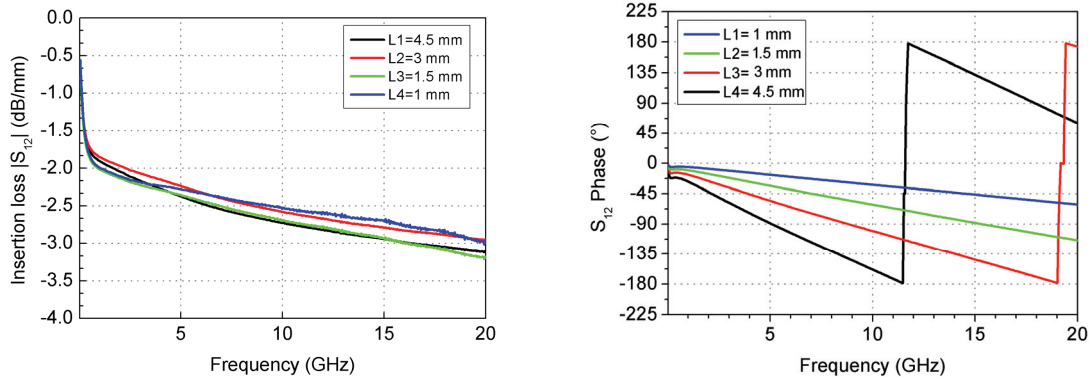 0.0
-0.5
-1.0
-1.5
-2.0
-2.5
-3.0
-3.5
-4.0
Insertion loss |S12| (dB/mm)
L1=4.5 mm
L2=3 mm
L3=1.5 mm
L4=1 mm
5 10 15 20
Frequency (GHz)
225
180
135
90
45
0
-45
-90
-135
-180
-225
S12 Phase (°)
L1= 1 mm
L2= 1.5 mm
L3= 3 mm
L4= 4.5 mm
5 10 15 20
Frequency (GHz)